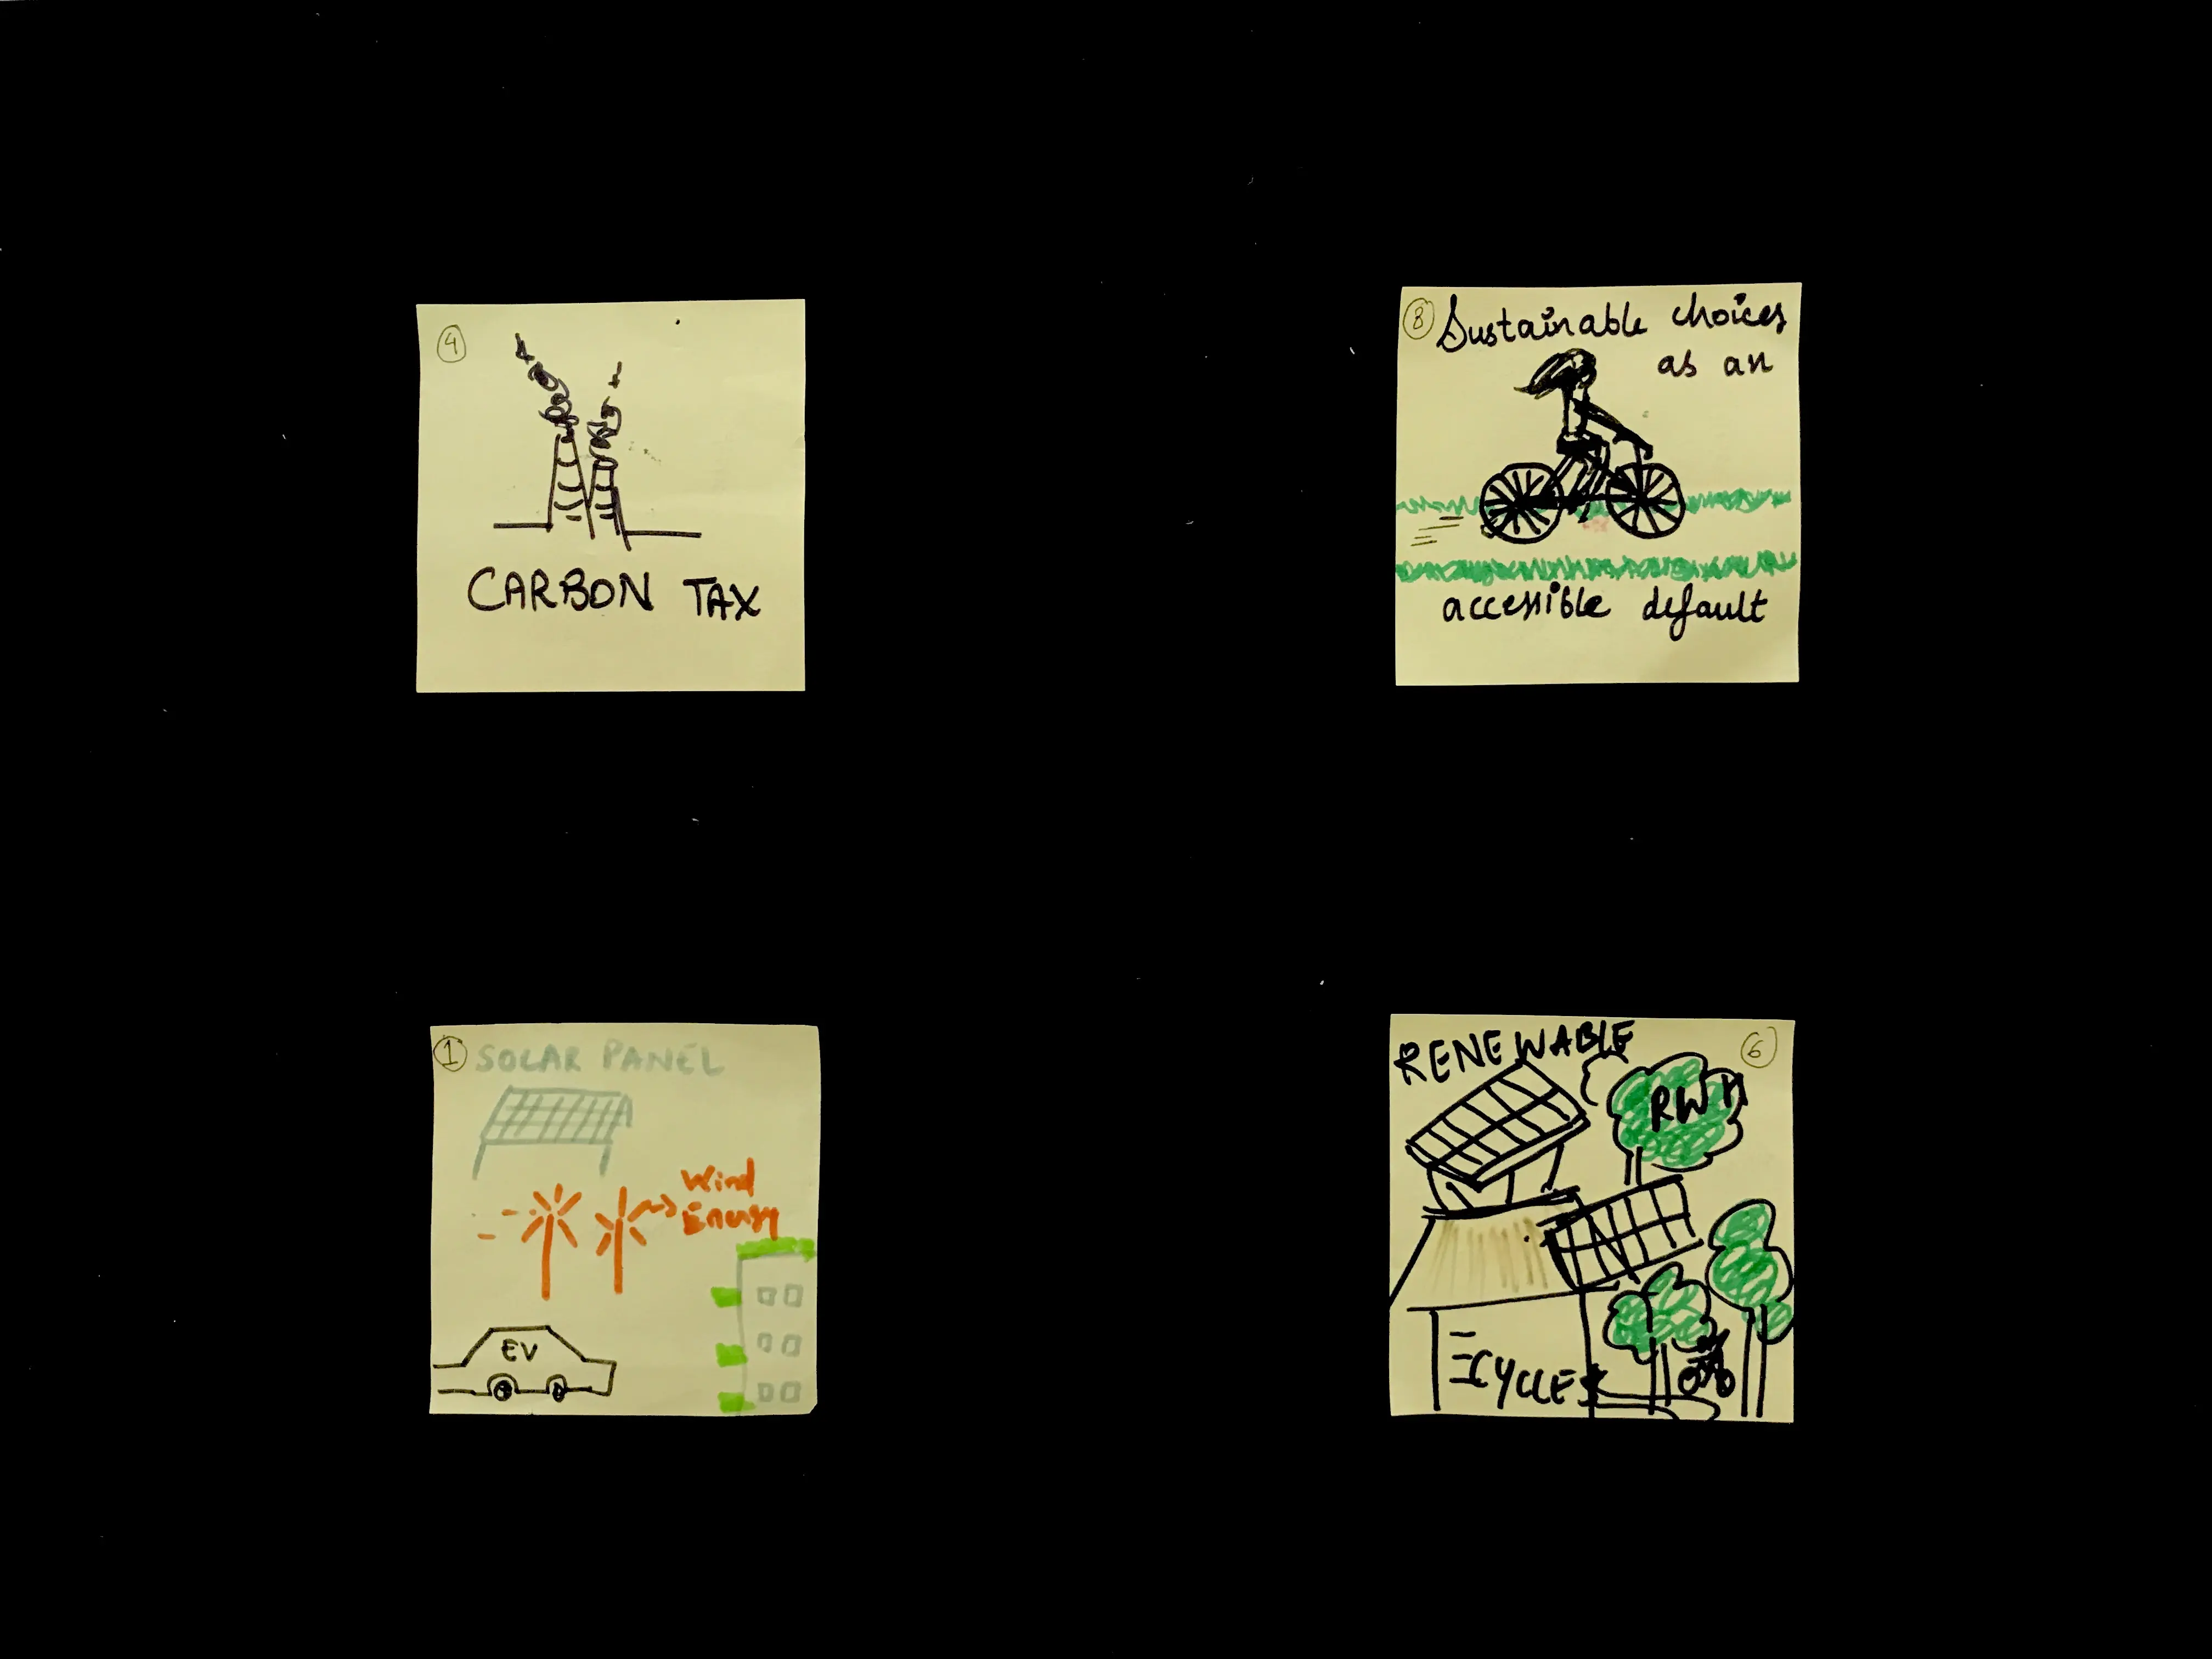 4
CARBON TAX
8
Sustainable choices
as an
accessible default
1
SOLAR PANEL
Wind
Energy
EV
RENEWABLE
6
RWH
CYCLE